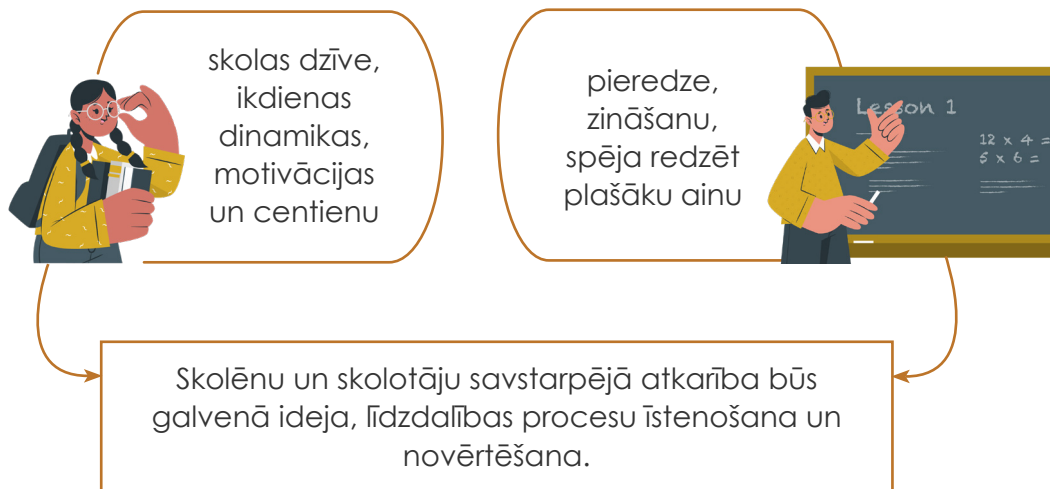 skolas dzīve,
ikdienas
dinamikas,
motivācijas
un centienu
pieredze,
zināšanu,
spēja redzēt
plašāku ainu
Lesson 1
12 x 4 =
5 x 6 =
Skolēnu un skolotāju savstarpējā atkarība būs
galvenā ideja, līdzdalības procesu īstenošana un
novērtēšana.